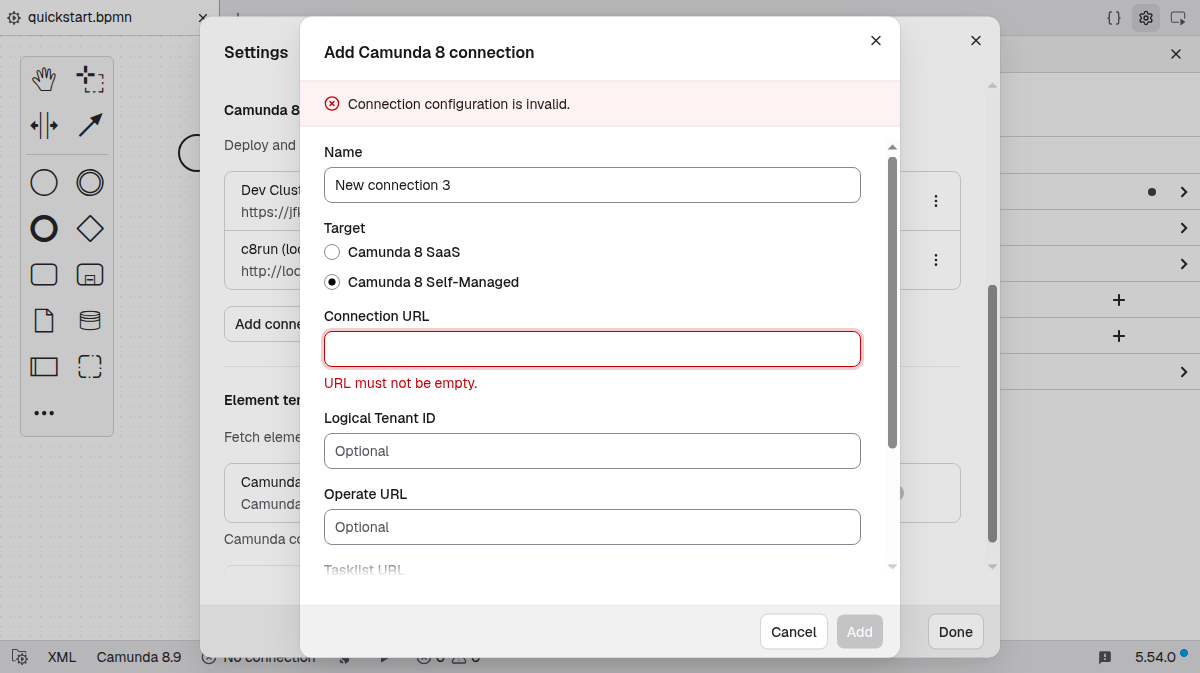 quickstart.bpmn
Settings
Camunda 8
Deploy and
Dev Clust
https://jfk
c8run (loc
http://loc
Add conne
Element ter
Fetch eleme
Camunda
Camunda
Camunda co
Done
Add Camunda 8 connection
Connection configuration is invalid.
Name
New connection 3
Target
Camunda 8 SaaS
Camunda 8 Self-Managed
Connection URL
URL must not be empty.
Logical Tenant ID
Optional
Operate URL
Optional
Tasklist URL
Cancel
Add
XML
Camunda 8.9
No connection
5.54.0